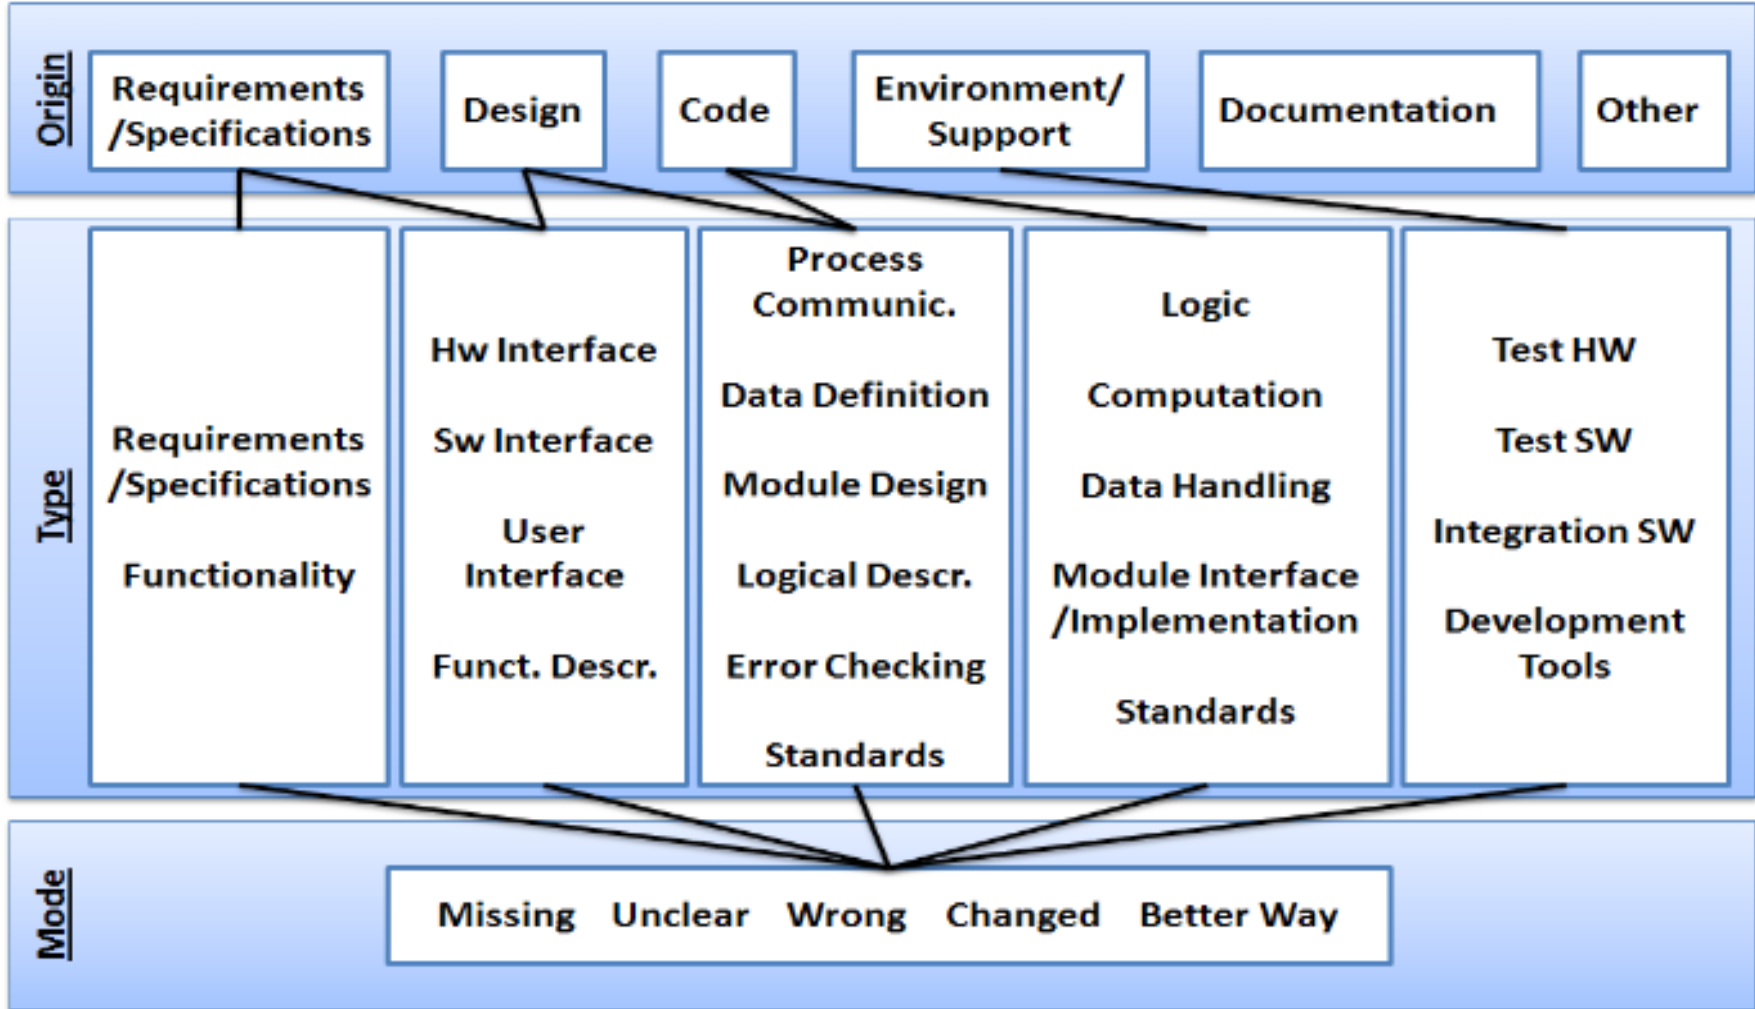 Origin
Requirements
/Specifications
Design
Code
Environment/
Support
Documentation
Other
Type
Requirements
/Specifications
Functionality
Hw Interface
Sw Interface
User
Interface
Funct. Descr.
Process
Communic.
Data Definition
Module Design
Logical Descr.
Error Checking
Standards
Logic
Computation
Data Handling
Module Interface
/Implementation
Standards
Test HW
Test SW
Integration SW
Development
Tools
Mode
Missing Unclear Wrong Changed Better Way